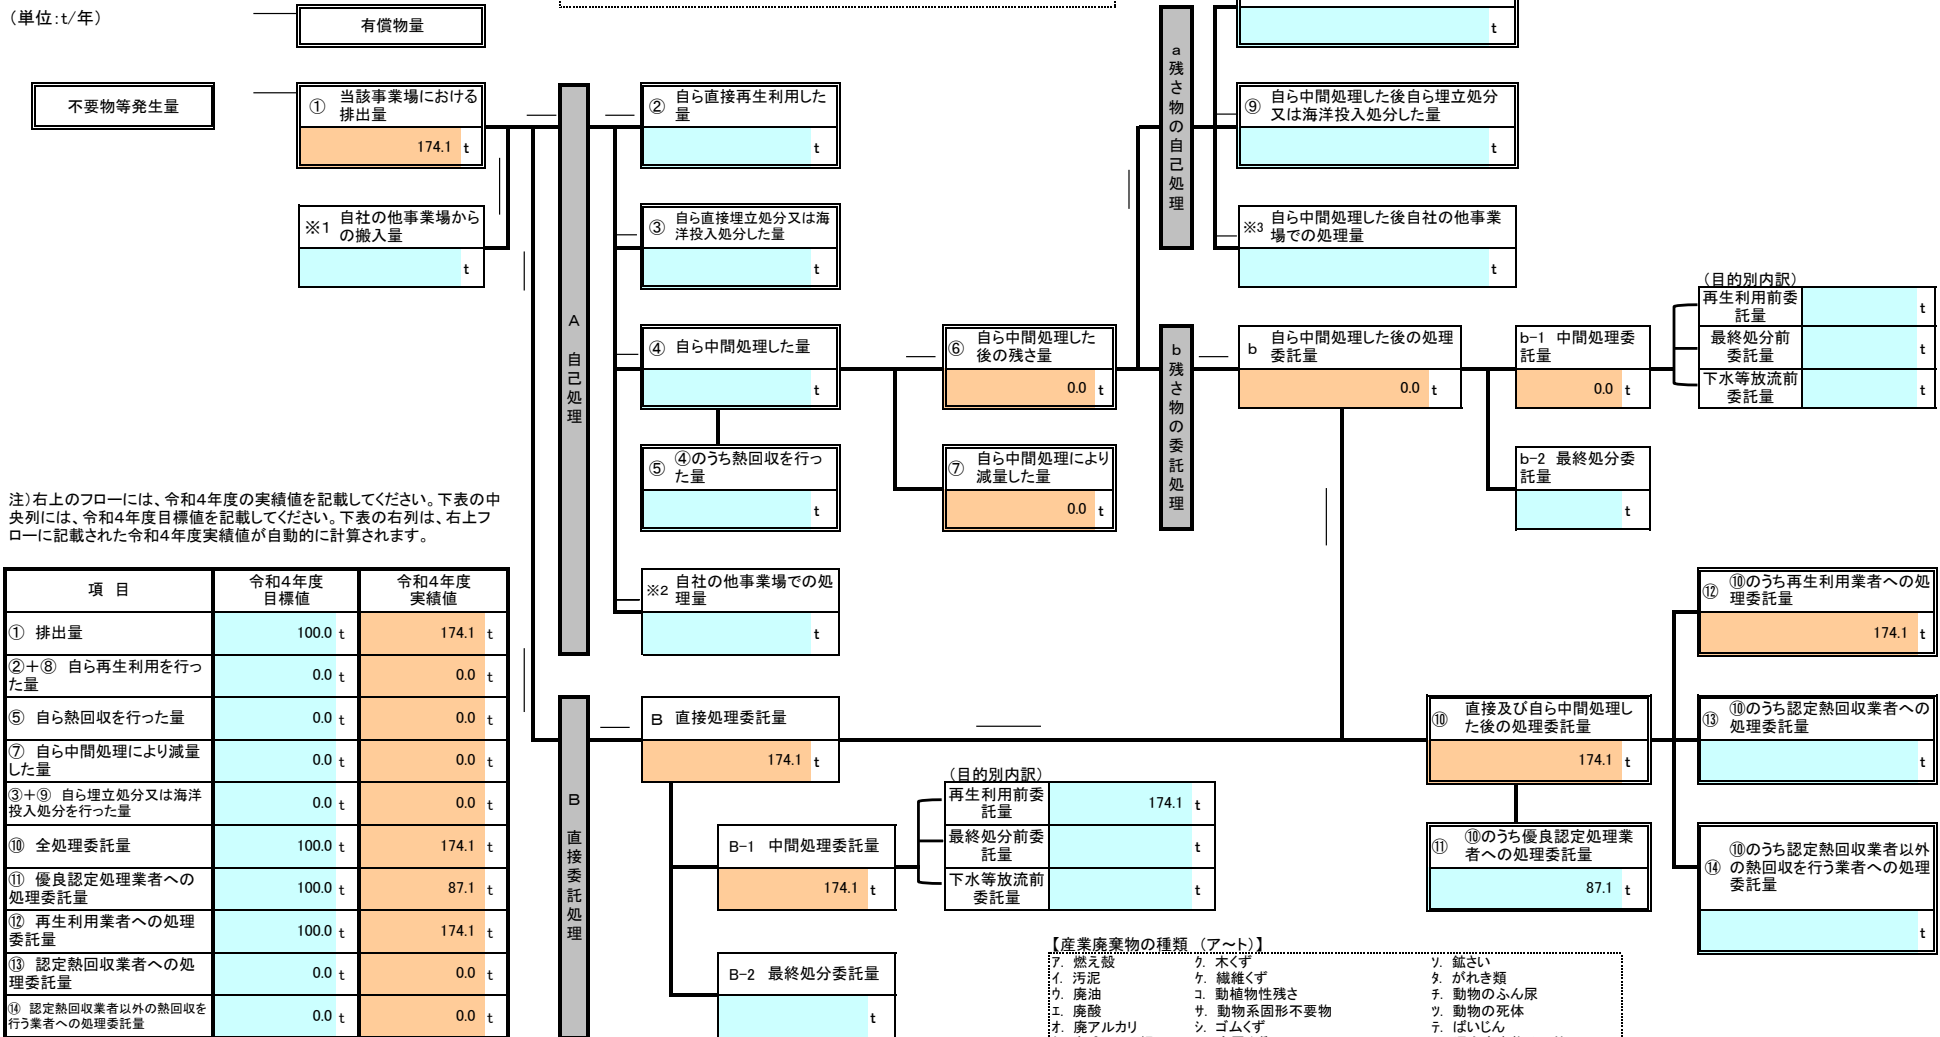 （単位:t/年）
有償物量
t
不要物等発生量
① 当該事業場における
排出量
174.1 t
※1 自社の他事業場から
の搬入量
t
A 自己処理
② 自ら直接再生利用した
量
t
③ 自ら直接埋立処分又は海
洋投入処分した量
t
④ 自ら中間処理した量
t
⑤ ④のうち熱回収を行っ
た量
t
※2 自社の他事業場での処
理量
t
⑥ 自ら中間処理した
後の残さ量
0.0 t
⑦ 自ら中間処理により
減量した量
0.0 t
a 残さ物の自己処理
⑨ 自ら中間処理した後自ら埋立処分
又は海洋投入処分した量
t
※3 自ら中間処理した後自社の他事業
場での処理量
t
b 残さ物の委託処理
b 自ら中間処理した後の処理
委託量
0.0 t
b-1 中間処理委
託量
0.0 t
b-2 最終処分委
託量
t
（目的別内訳）
再生利用前委
託量
t
最終処分前
委託量
t
下水等放流前
委託量
t
注）右上のフローには、令和4年度の実績値を記載してください。下表の中
央列には、令和4年度目標値を記載してください。下表の右列は、右上フ
ローに記載された令和4年度実績値が自動的に計算されます。
項 目 令和4年度 令和4年度
目標値 実績値
① 排出量 100.0 t 174.1 t
②＋⑧ 自ら再生利用を行っ
た量 0.0 t 0.0 t
⑤ 自ら熱回収を行った量 0.0 t 0.0 t
⑦ 自ら中間処理により減量
した量 0.0 t 0.0 t
③＋⑨ 自ら埋立処分又は海洋
投入処分を行った量 0.0 t 0.0 t
⑩ 全処理委託量 100.0 t 174.1 t
⑪ 優良認定処理業者への
処理委託量 100.0 t 87.1 t
⑫ 再生利用業者への処理
委託量 100.0 t 174.1 t
⑬ 認定熱回収業者への処
理委託量 0.0 t 0.0 t
⑭ 認定熱回収業者以外の熱回収を
行う業者への処理委託量 0.0 t 0.0 t
B 直接委託処理
B 直接処理委託量
174.1 t
B-1 中間処理委託量
174.1 t
B-2 最終処分委託量
t
（目的別内訳）
再生利用前委
託量
174.1 t
最終処分前委
託量
t
下水等放流前
委託量
t
⑩ 直接及び自ら中間処理し
た後の処理委託量
174.1 t
⑪ ⑩のうち優良認定処理業
者への処理委託量
87.1 t
⑫ ⑩のうち再生利用業者への処
理委託量
174.1 t
⑬ ⑩のうち認定熱回収業者への
処理委託量
t
⑭ ⑩のうち認定熱回収業者以外
の熱回収を行う業者への処理
委託量
t
【産業廃棄物の種類 （ア～ト）】
ア. 燃え殻 ク. 木くず ソ. 鉱さい
イ. 汚泥 ケ. 繊維くず タ. がれき類
ウ. 廃油 コ. 動植物性残さ チ. 動物のふん尿
エ. 廃酸 サ. 動物系固形不要物 ツ. 動物の死体
オ. 廃アルカリ シ. ゴムくず テ. ばいじん